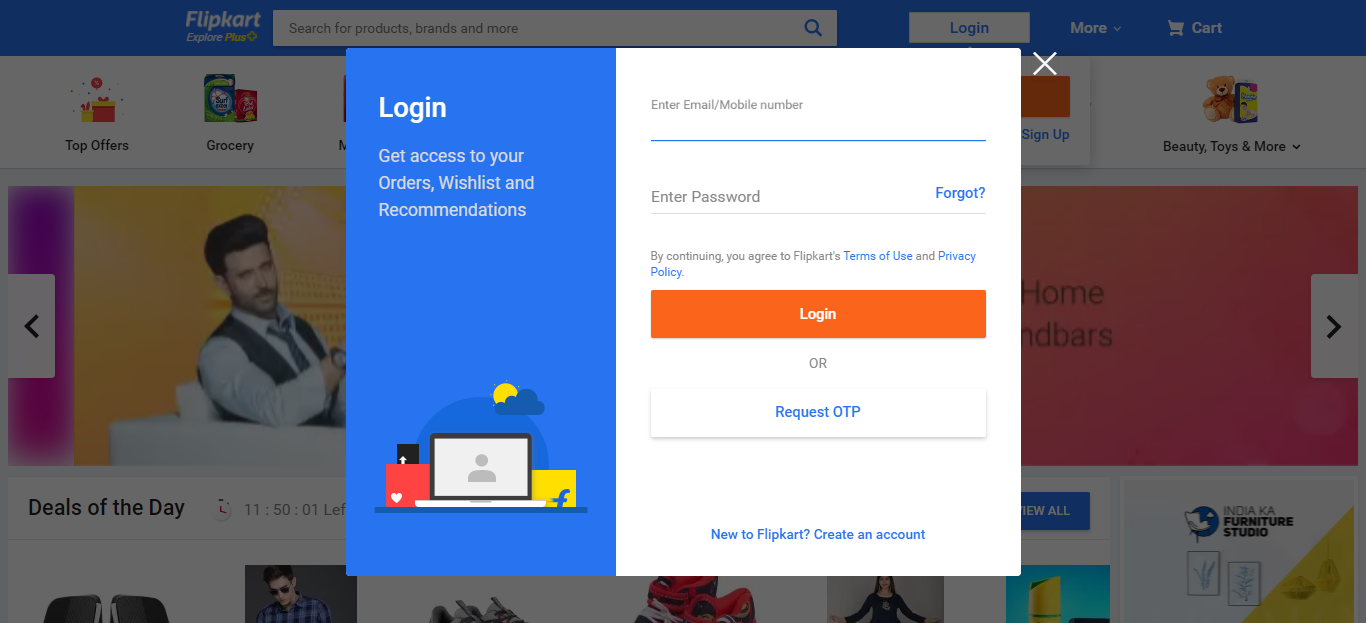 Flipkart
Explore Plus
Search for products, brands and more
Login
More
Cart
Top Offers
Grocery
M
Sign Up
Beauty, Toys & More
Login
Get access to your
Orders, Wishlist and
Recommendations
Enter Email/Mobile number
Enter Password
Forgot?
By continuing, you agree to Flipkart's Terms of Use and Privacy
Policy.
Login
OR
Request OTP
New to Flipkart? Create an account
Home
ndbars
Deals of the Day
11 : 50 : 01 Lef
VIEW ALL
INDIA KA
FURNITURE
STUDIO